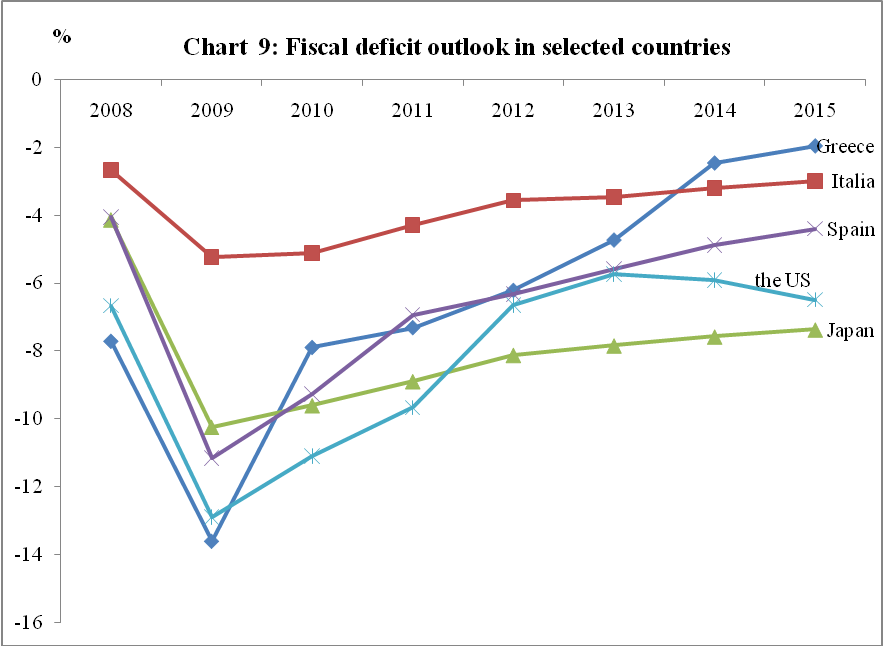 %
Chart 9: Fiscal deficit outlook in selected countries
0
2008 2009 2010 2011 2012 2013 2014 2015
-2
Greece
Italia
-4
Spain
-6
the US
Japan
-8
-10
-12
-14
-16